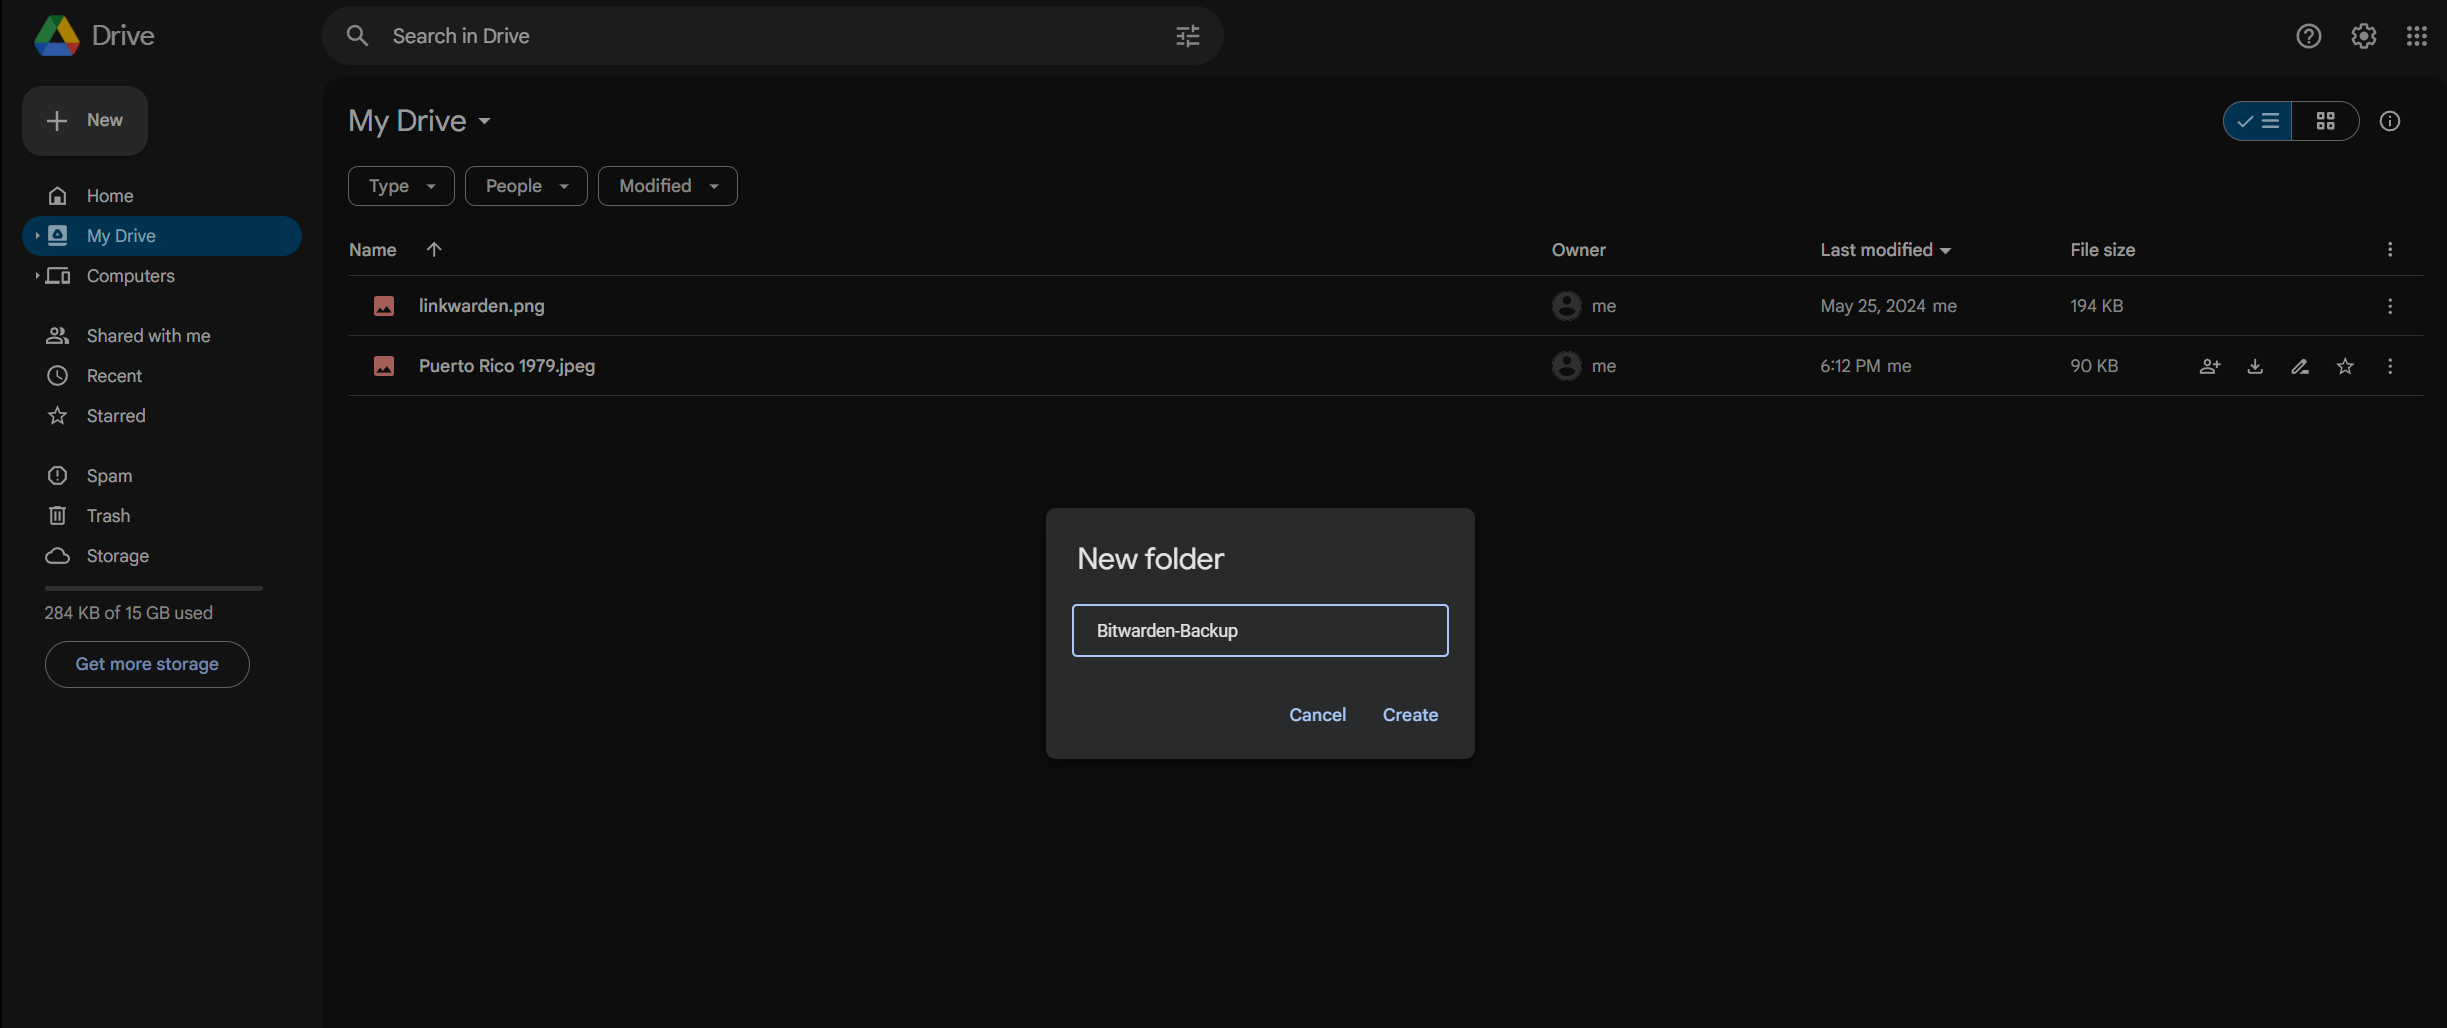 Drive
Search in Drive
New
My Drive
Type People Modified
Home
My Drive
Computers
Shared with me
Recent
Starred
Spam
Trash
Storage
284 KB of 15 GB used
Get more storage
Name Owner Last modified File size
linkwarden.png me May 25, 2024 me 194 KB
Puerto Rico 1979.jpeg me 6:12 PM me 90 KB
New folder
Bitwarden-Backup
Cancel Create